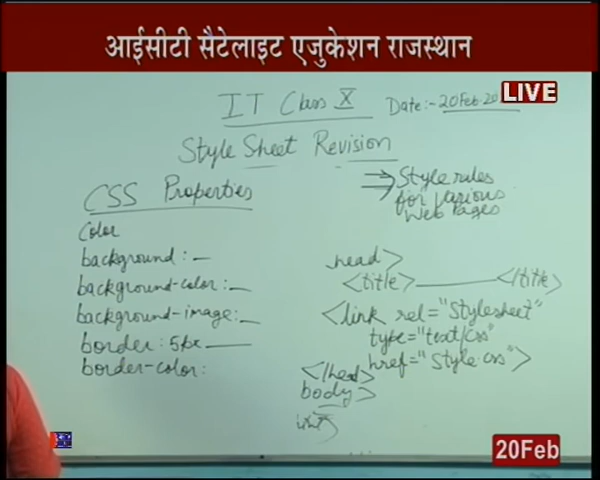 आईसीटी सैटेलाइट एजुकेशन राजस्थान
LIVE
IT Class X Date:- 20 Feb 20
Style Sheet Revision
CSS Properties
Color
background: _
background-color: _
background-image: _
border: 5px ___
border-color:
Style rules
for various
Web Pages
head>
<title> ______ </title>
<link rel="Stylesheet"
type="text/css"
href="Style.css">
</head>
body>
20Feb